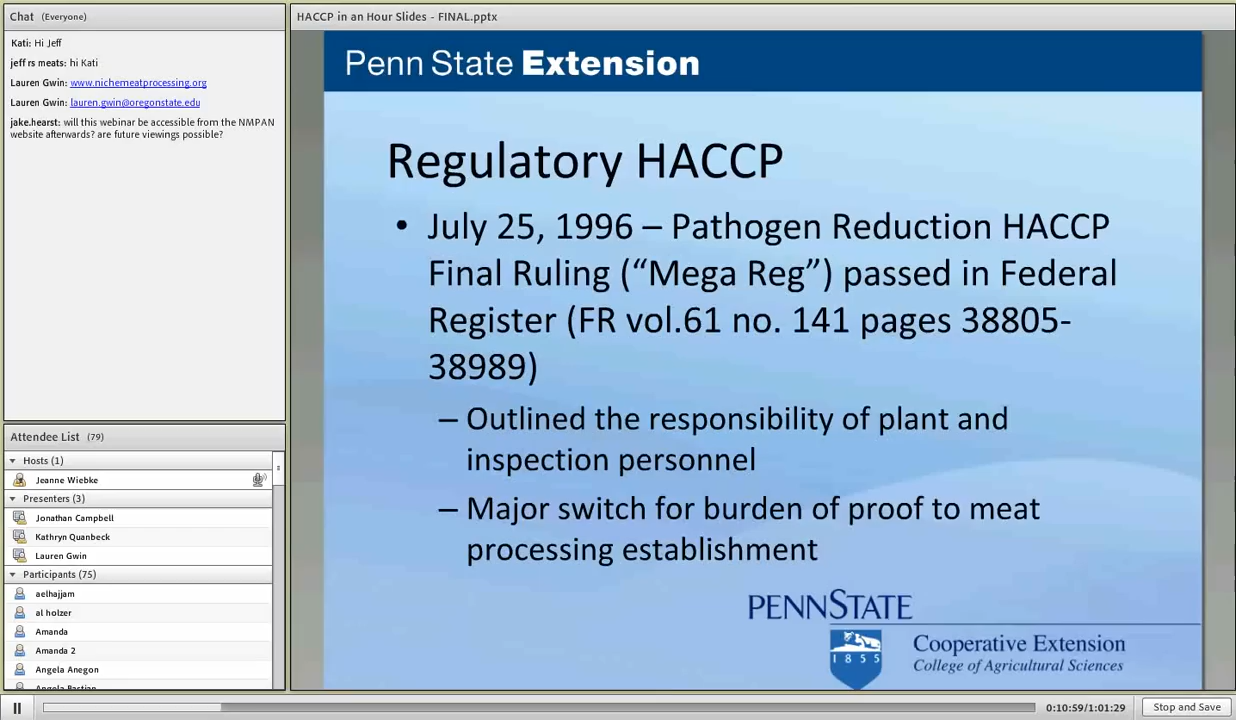 Chat (Everyone)
Kati: Hi Jeff
jeff rs meats: hi Kati
Lauren Gwin: www.nichemeatprocessing.org
Lauren Gwin: lauren.gwin@oregonstate.edu
jake.hearst: will this webinar be accessible from the NMPAN
website afterwards? are future viewings possible?
Attendee List (79)
Hosts (1)
Jeanne Wiebke
Presenters (3)
Jonathan Campbell
Kathryn Quanbeck
Lauren Gwin
Participants (75)
aelhajjam
al holzer
Amanda
Amanda 2
Angela Anegon
Angela Bastian
HACCP in an Hour Slides - FINAL.pptx
Penn State Extension
Regulatory HACCP
• July 25, 1996 – Pathogen Reduction HACCP
Final Ruling (“Mega Reg”) passed in Federal
Register (FR vol.61 no. 141 pages 38805-
38989)
– Outlined the responsibility of plant and
inspection personnel
– Major switch for burden of proof to meat
processing establishment
PENNSTATE
1855
Cooperative Extension
College of Agricultural Sciences
0:10:59/1:01:29
Stop and Save